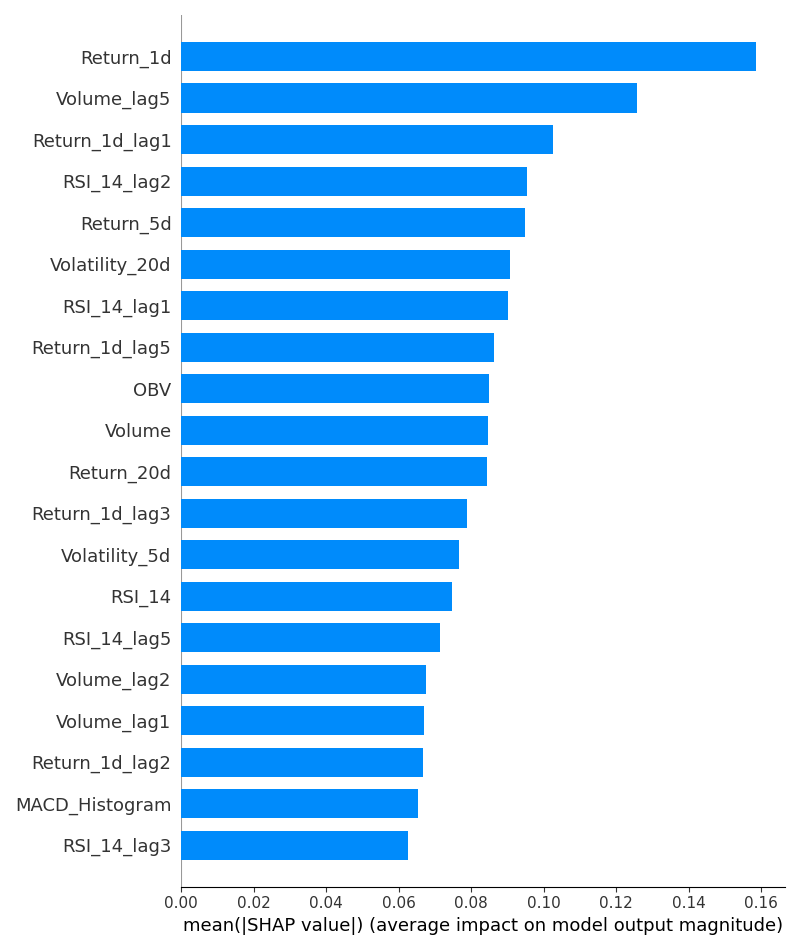 Return_1d
Volume_lag5
Return_1d_lag1
RSI_14_lag2
Return_5d
Volatility_20d
RSI_14_lag1
Return_1d_lag5
OBV
Volume
Return_20d
Return_1d_lag3
Volatility_5d
RSI_14
RSI_14_lag5
Volume_lag2
Volume_lag1
Return_1d_lag2
MACD_Histogram
RSI_14_lag3
0.00 0.02 0.04 0.06 0.08 0.10 0.12 0.14 0.16
mean(|SHAP value|) (average impact on model output magnitude)